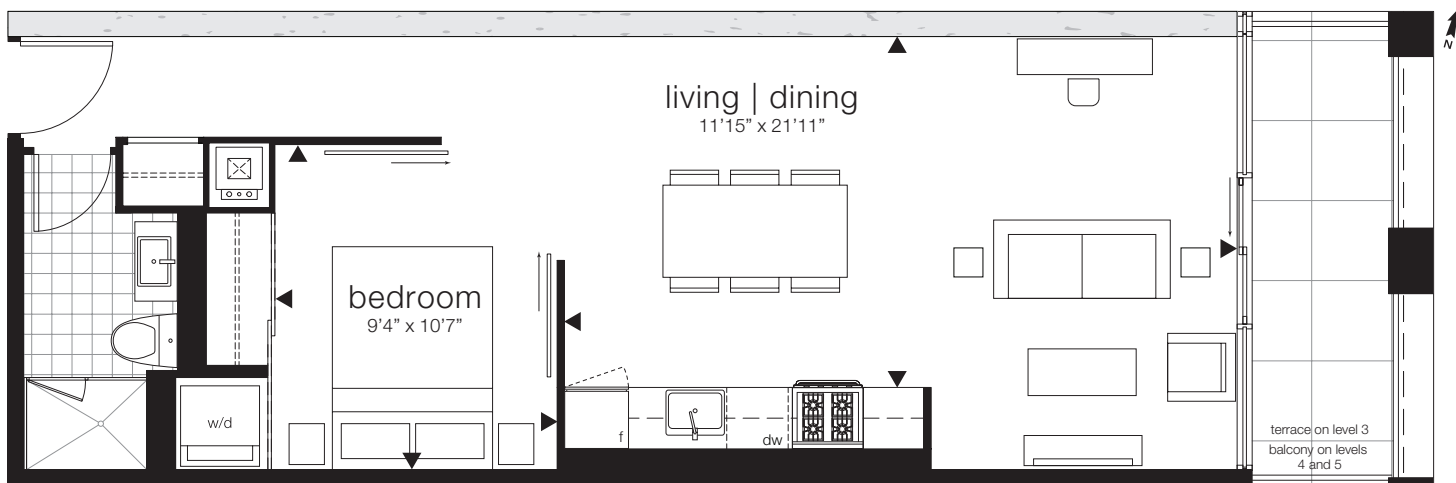 N
living | dining
11'15" x 21'11"
bedroom
9'4" x 10'7"
w/d
f
dw
terrace on level 3
balcony on levels
4 and 5